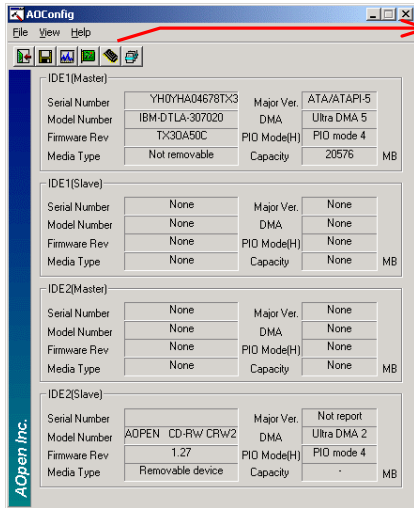 AOConfig
File View Help
IDE1(Master)
Serial Number YH0YHA04678TX3 Major Ver. ATA/ATAPI-5
Model Number IBM-DTLA-307020 DMA Ultra DMA 5
Firmware Rev TX3OA50C PIO Mode(H) PIO mode 4
Media Type Not removable Capacity 20576 MB
IDE1(Slave)
Serial Number None Major Ver. None
Model Number None DMA None
Firmware Rev None PIO Mode(H) None
Media Type None Capacity None MB
IDE2(Master)
Serial Number None Major Ver. None
Model Number None DMA None
Firmware Rev None PIO Mode(H) None
Media Type None Capacity None MB
IDE2(Slave)
Serial Number Major Ver. Not report
Model Number AOPEN CD-RW CRW2 DMA Ultra DMA 2
Firmware Rev 1.27 PIO Mode(H) PIO mode 4
Media Type Removable device Capacity - MB
AOpen Inc.